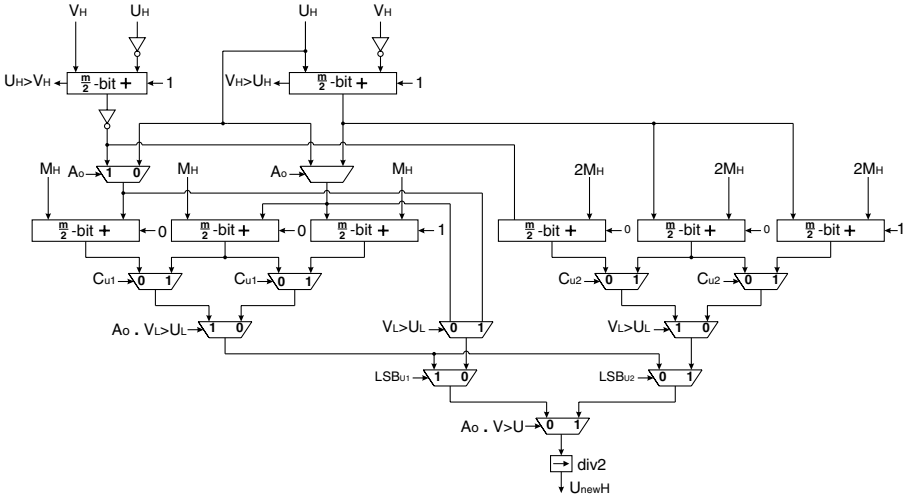 VH UH UH VH
UH>VH m/2 -bit + 1 VH>UH m/2 -bit + 1
MH Ao 1 0 MH Ao MH 2MH 2MH 2MH
m/2 -bit + 0 m/2 -bit + 0 m/2 -bit + 1 m/2 -bit + 0 m/2 -bit + 0 m/2 -bit + 1
Cu1 0 1 Cu1 0 1 Cu2 0 1 Cu2 0 1
Ao . VL>UL 1 0 VL>UL 0 1 VL>UL 1 0
LSBU1 1 0 LSBU2 0 1
Ao . V>U 0 1
div2
UnewH